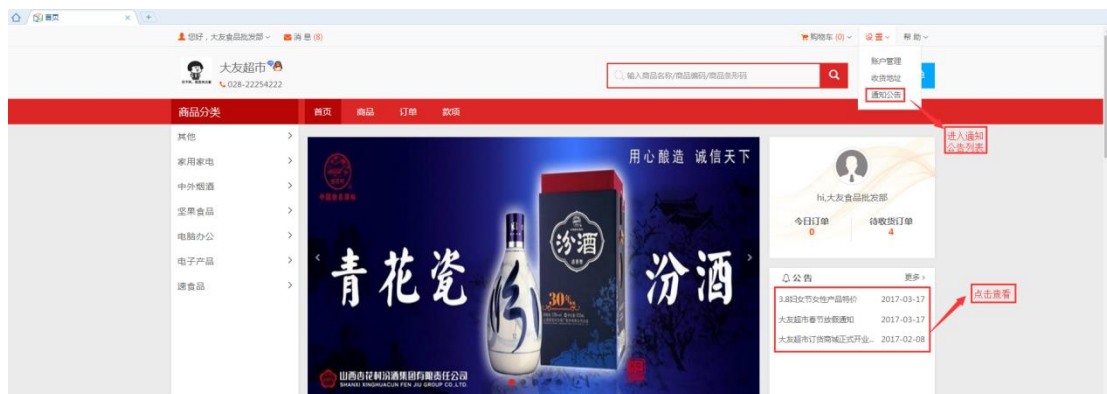 首页
您好，大友食品批发部
消 息 (8)
购物车 (0)
设 置
帮 助
大友超市
028-22254222
输入商品名称/商品编码/商品条形码
账户管理
收货地址
通知公告
进入通知
公告列表
商品分类
首页
商品
订单
款项
其他
家用家电
中外烟酒
坚果食品
电脑办公
电子产品
速食品
用心酿造 诚信天下
青花瓷
汾酒
汾酒
30
山西杏花村汾酒集团有限责任公司
SHANXI XINGHUACUN FEN JIU GROUP CO.,LTD.
hi,大友食品批发部
今日订单
0
待收货订单
4
公 告
更多
3.8妇女节女性产品特价 2017-03-17
大友超市春节放假通知 2017-03-17
大友超市订货商城正式开业... 2017-02-08
点击查看